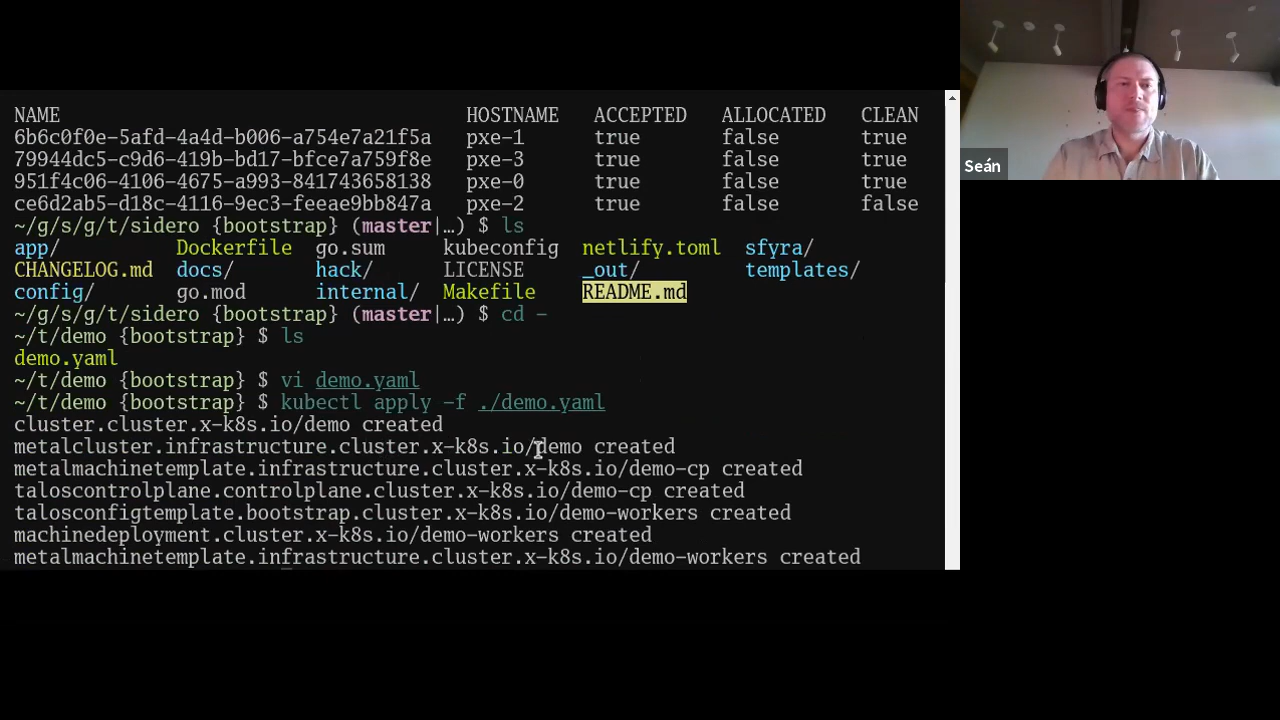 NAME HOSTNAME ACCEPTED ALLOCATED CLEAN
6b6c0f0e-5afd-4a4d-b006-a754e7a21f5a pxe-1 true false true
79944dc5-c9d6-419b-bd17-bfce7a759f8e pxe-3 true false true
951f4c06-4106-4675-a993-841743658138 pxe-0 true false true
ce6d2ab5-d18c-4116-9ec3-feeae9bb847a pxe-2 true false false
~/g/s/g/t/sidero {bootstrap} (master|…) $ ls
app/ Dockerfile go.sum kubeconfig netlify.toml sfyra/
CHANGELOG.md docs/ hack/ LICENSE _out/ templates/
config/ go.mod internal/ Makefile README.md
~/g/s/g/t/sidero {bootstrap} (master|…) $ cd -
~/t/demo {bootstrap} $ ls
demo.yaml
~/t/demo {bootstrap} $ vi demo.yaml
~/t/demo {bootstrap} $ kubectl apply -f ./demo.yaml
cluster.cluster.x-k8s.io/demo created
metalcluster.infrastructure.cluster.x-k8s.io/demo created
metalmachinetemplate.infrastructure.cluster.x-k8s.io/demo-cp created
taloscontrolplane.controlplane.cluster.x-k8s.io/demo-cp created
talosconfigtemplate.bootstrap.cluster.x-k8s.io/demo-workers created
machinedeployment.cluster.x-k8s.io/demo-workers created
metalmachinetemplate.infrastructure.cluster.x-k8s.io/demo-workers created
Seán